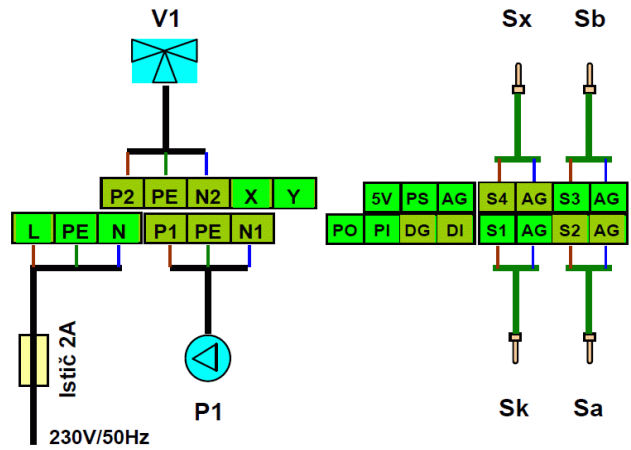 V1
Sx Sb
P2 PE N2 X Y
5V PS AG
S4 AG S3 AG
L PE N
P1 PE N1
PO PI DG DI
S1 AG S2 AG
Istič 2A
P1
Sk Sa
230V/50Hz